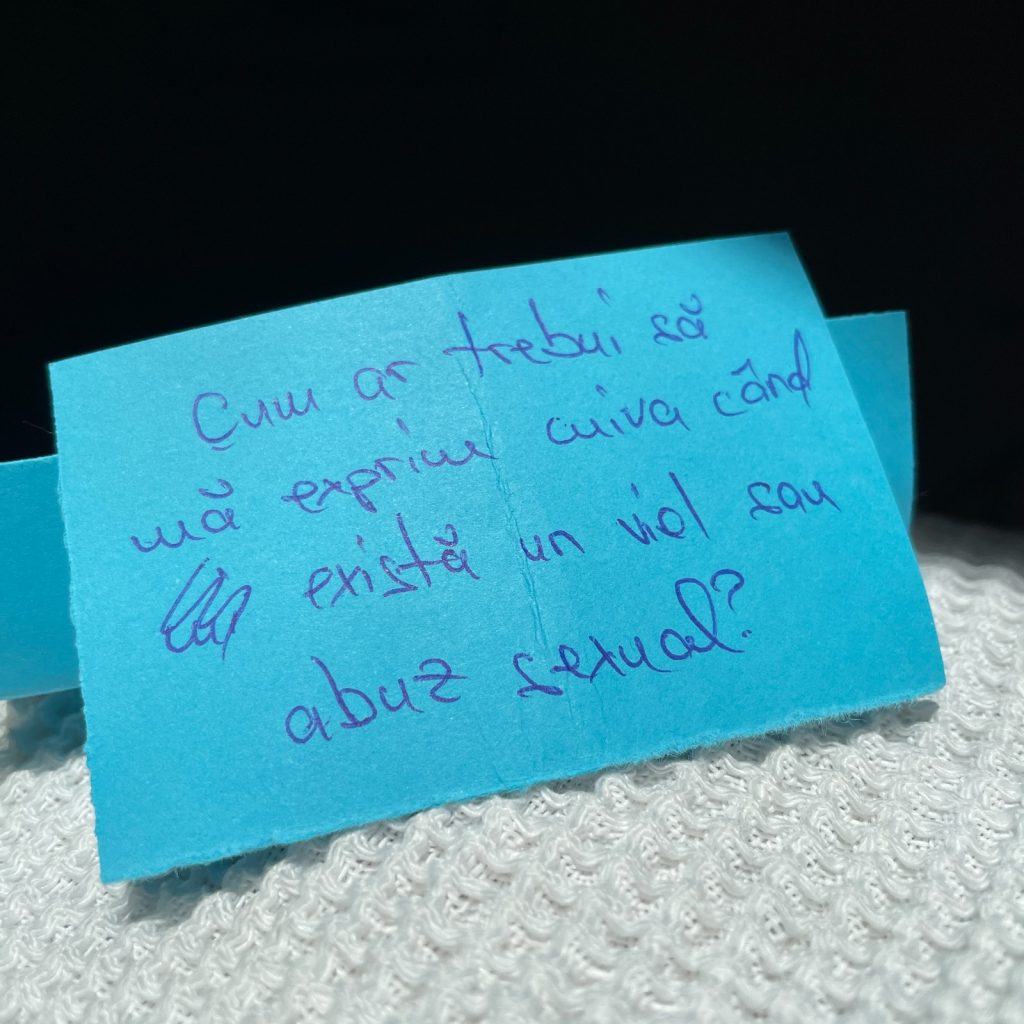 Cum ar trebui să
mă exprim cuiva când
există un viol sau
abuz sexual?